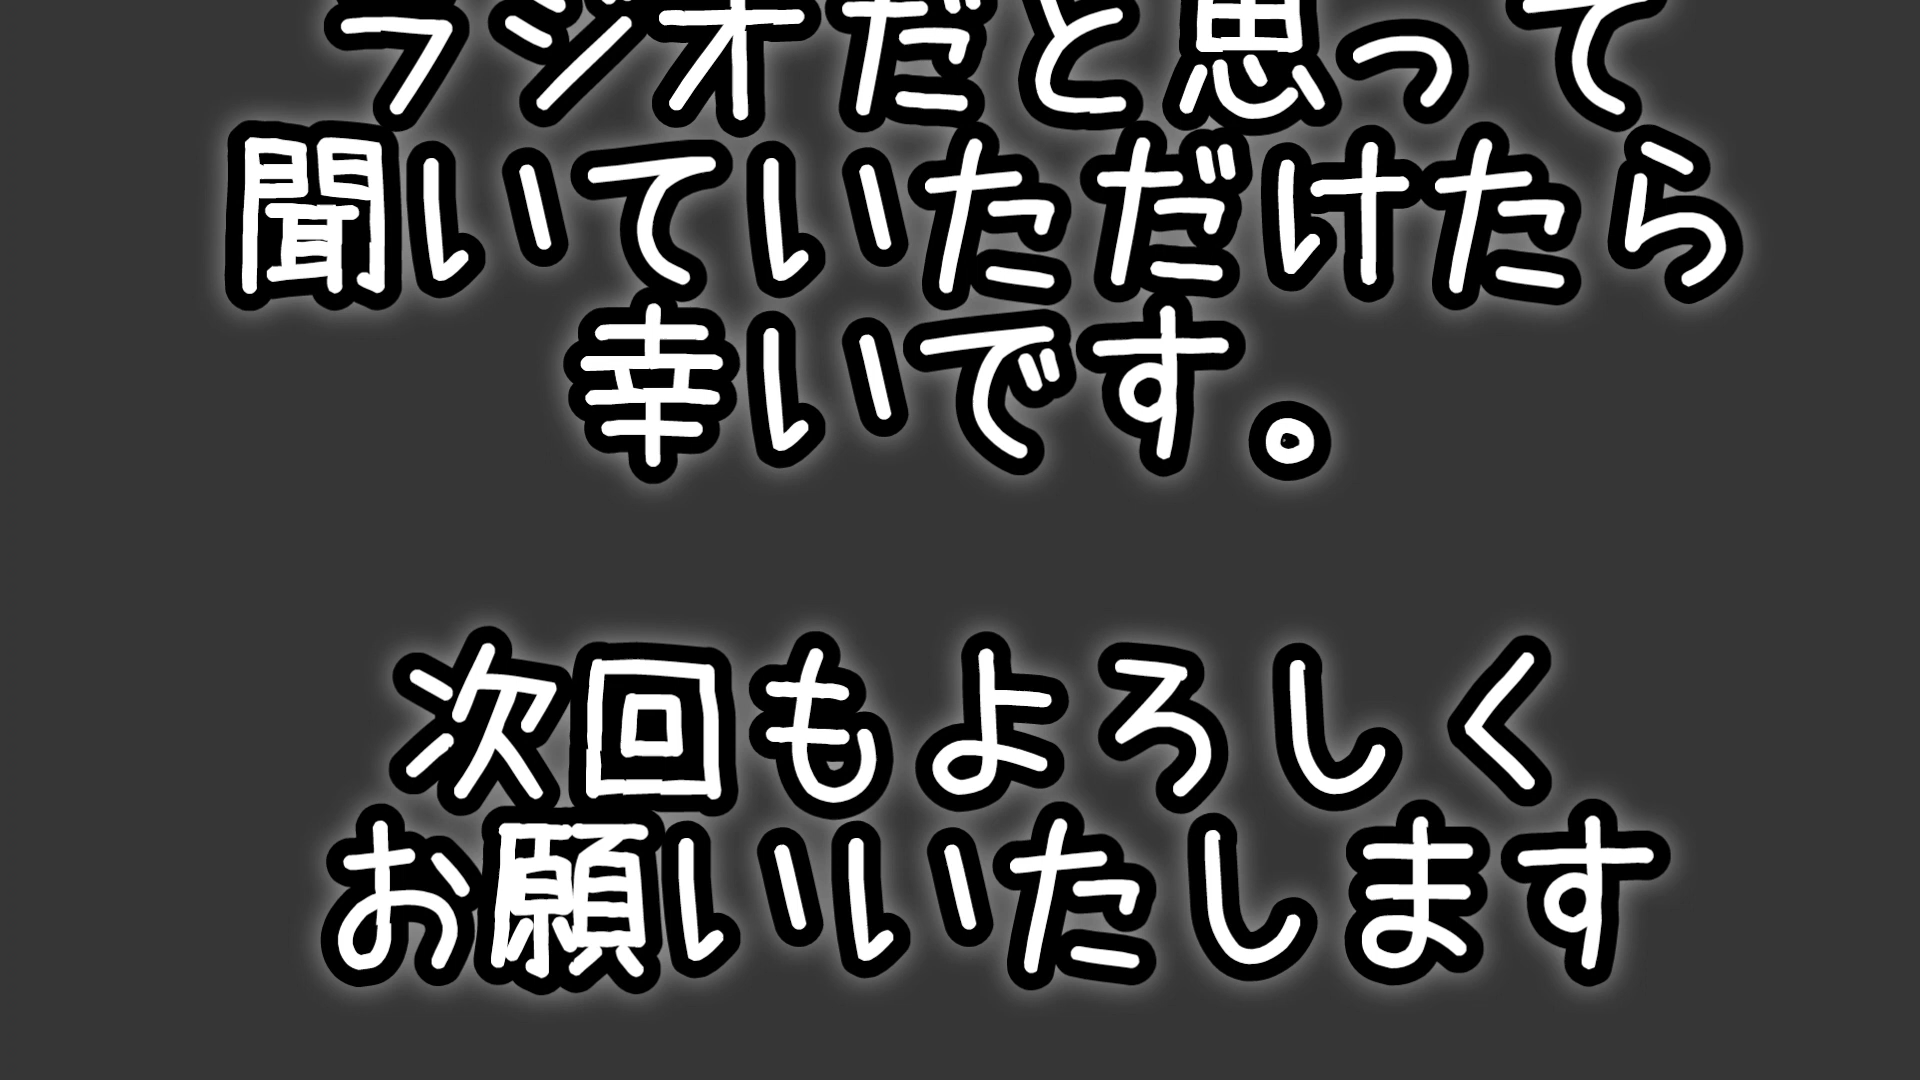 ラジオだと思って
聞いていただけたら
幸いです。
次回もよろしく
お願いいたします